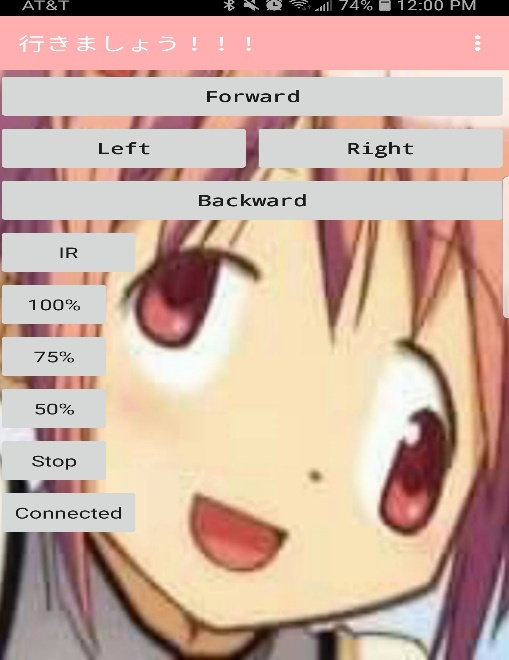 AT&T 74% 12:00 PM
行きましょう！！！
Forward
Left Right
Backward
IR
100%
75%
50%
Stop
Connected